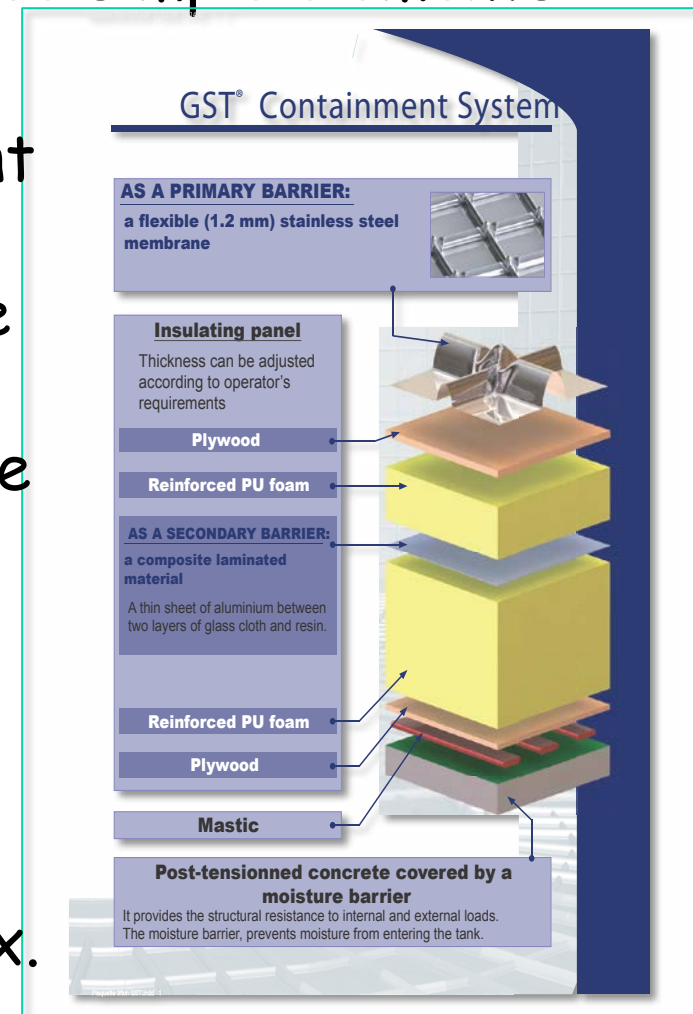 GST® Containment System
AS A PRIMARY BARRIER:
a flexible (1.2 mm) stainless steel
membrane
Insulating panel
Thickness can be adjusted
according to operator's
requirements
Plywood
Reinforced PU foam
AS A SECONDARY BARRIER:
a composite laminated
material
A thin sheet of aluminium between
two layers of glass cloth and resin.
Reinforced PU foam
Plywood
Mastic
Post-tensionned concrete covered by a
moisture barrier
It provides the structural resistance to internal and external loads.
The moisture barrier, prevents moisture from entering the tank.